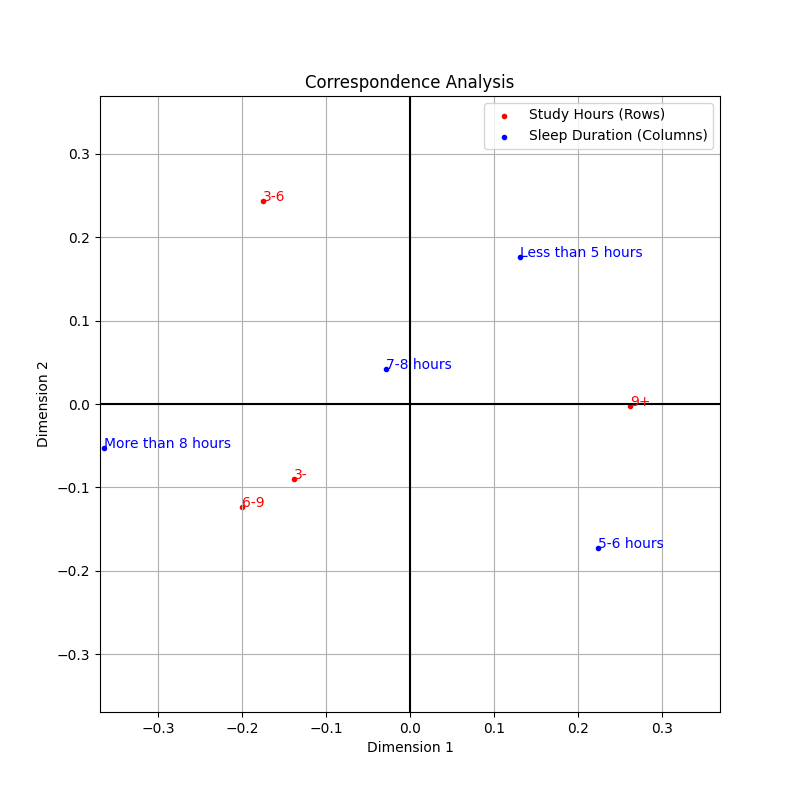 Correspondence Analysis
Study Hours (Rows)
Sleep Duration (Columns)
0.3
3-6
0.2
Less than 5 hours
0.1
7-8 hours
0.0
9+
Dimension 2
More than 8 hours
−0.1
3-
6-9
5-6 hours
−0.2
−0.3
−0.3 −0.2 −0.1 0.0 0.1 0.2 0.3
Dimension 1